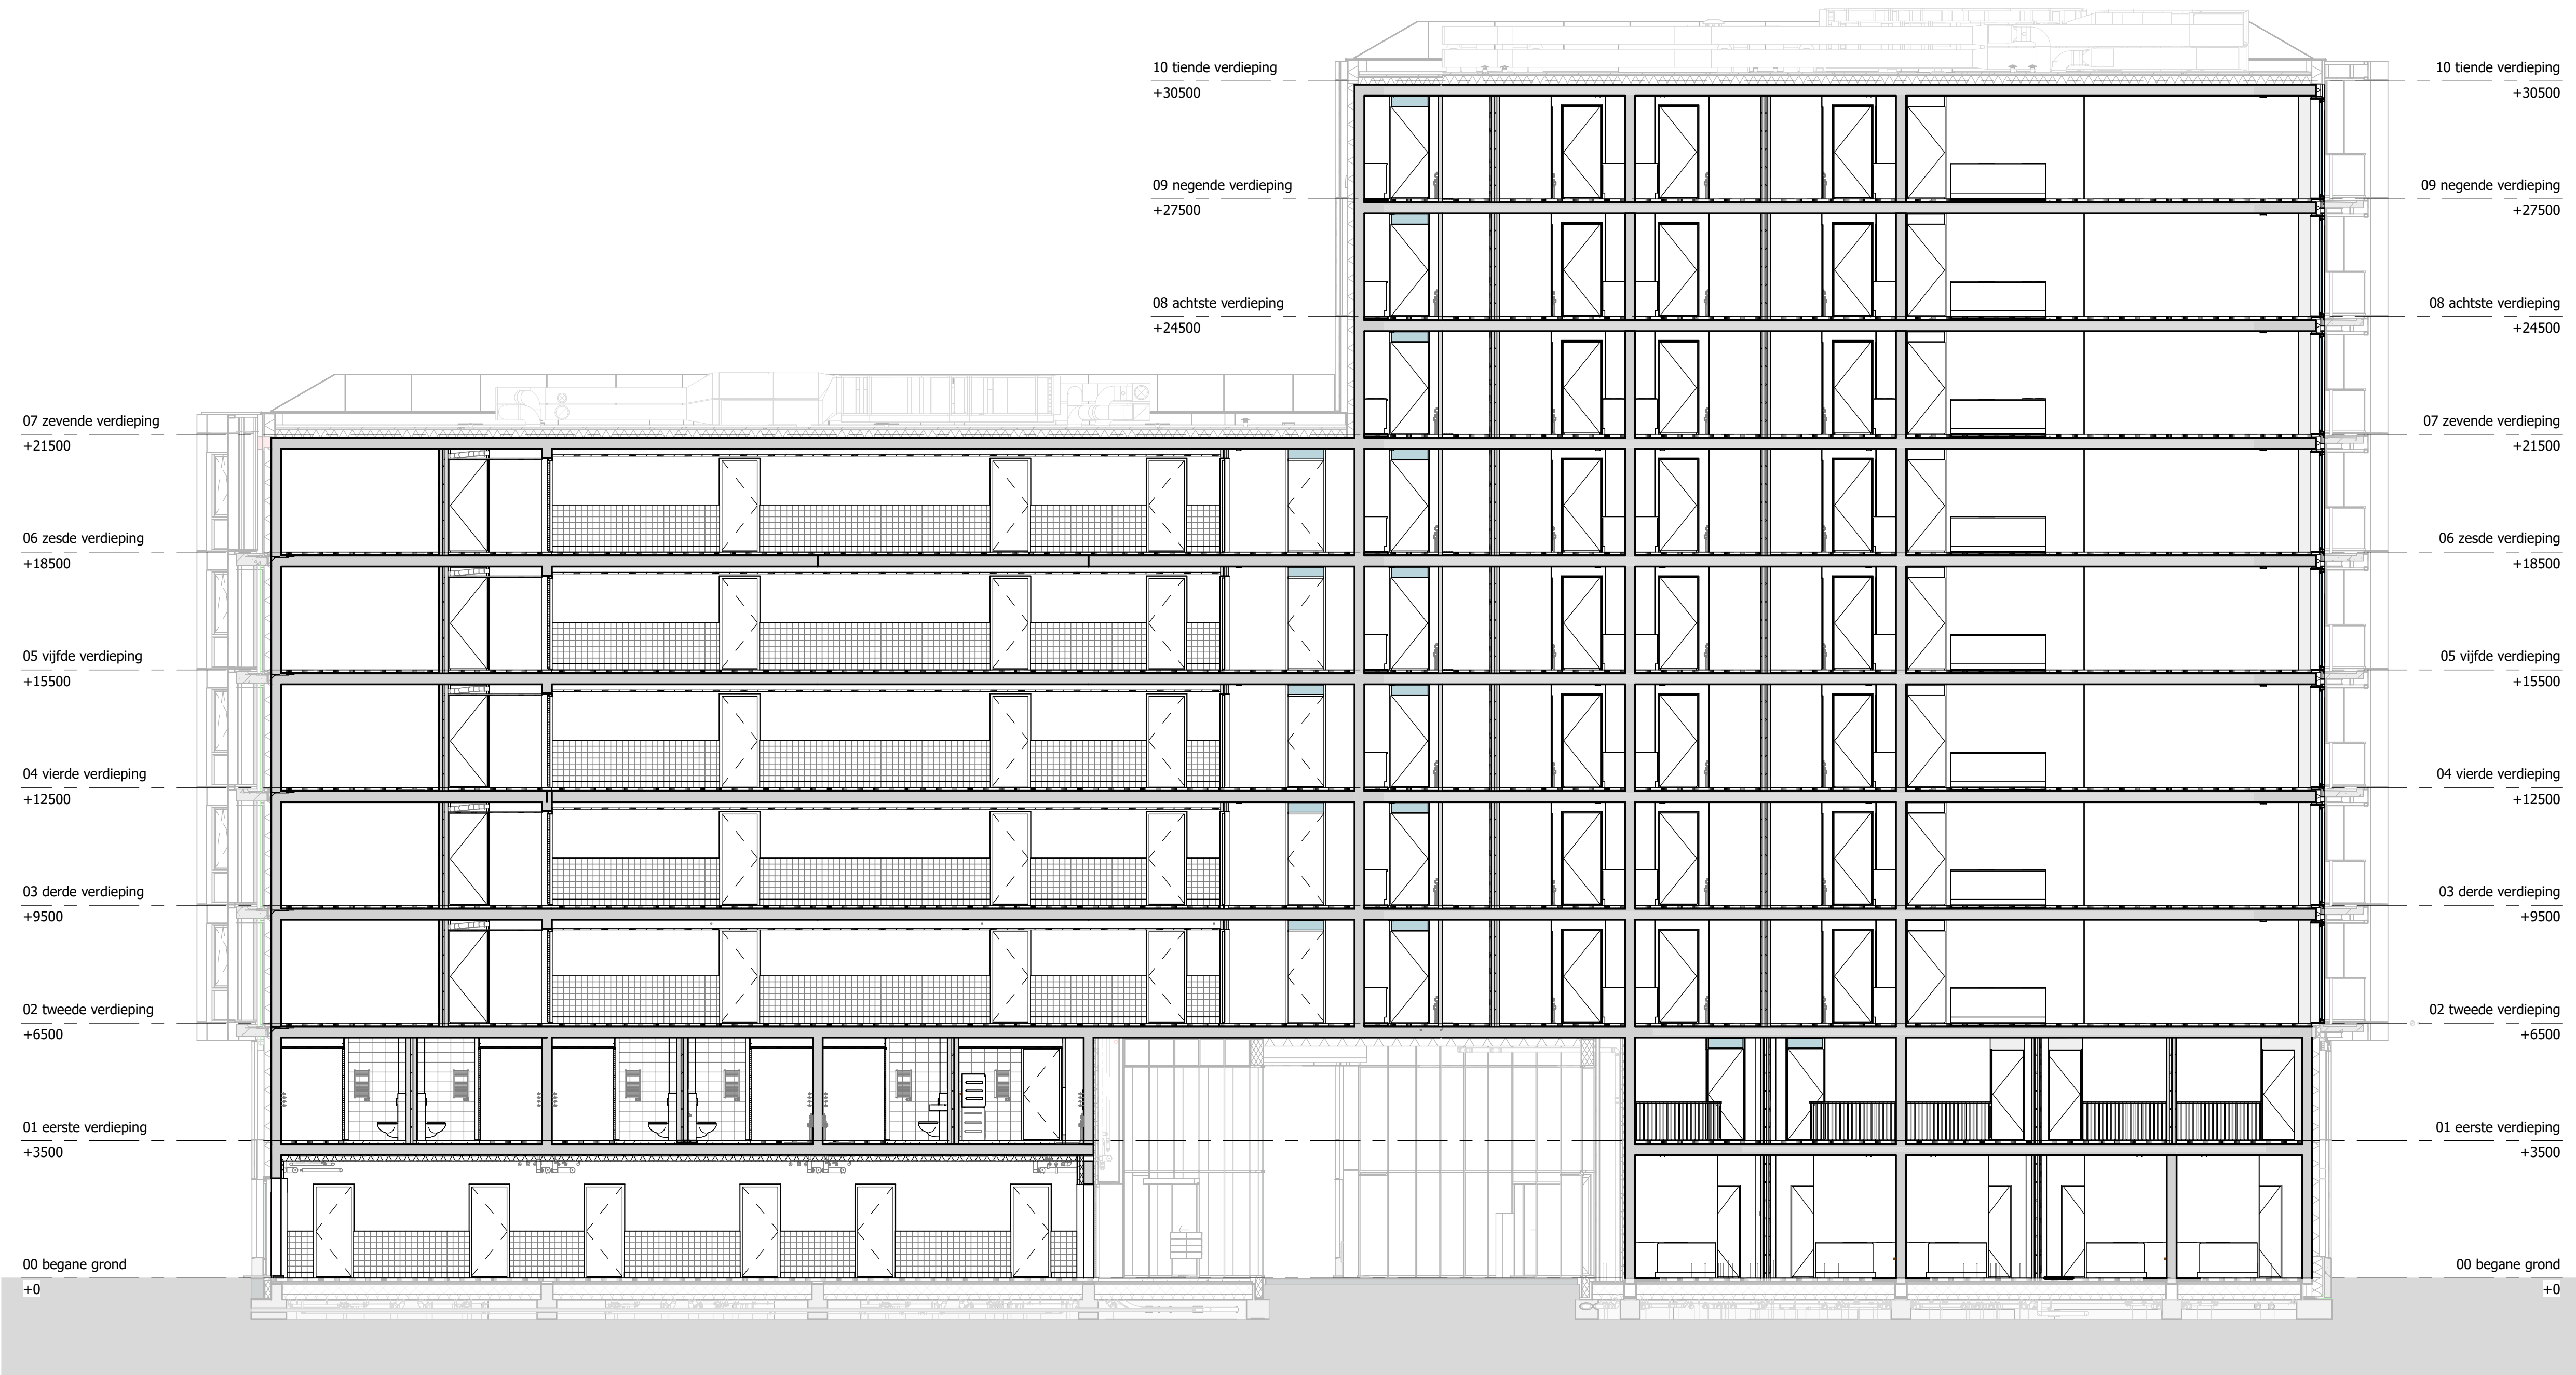 10 tiende verdieping
+30500
10 tiende verdieping
+30500
09 negende verdieping
+27500
09 negende verdieping
+27500
08 achtste verdieping
+24500
08 achtste verdieping
+24500
07 zevende verdieping
+21500
07 zevende verdieping
+21500
06 zesde verdieping
+18500
06 zesde verdieping
+18500
05 vijfde verdieping
+15500
05 vijfde verdieping
+15500
04 vierde verdieping
+12500
04 vierde verdieping
+12500
03 derde verdieping
+9500
03 derde verdieping
+9500
02 tweede verdieping
+6500
02 tweede verdieping
+6500
01 eerste verdieping
+3500
01 eerste verdieping
+3500
00 begane grond
+0
00 begane grond
+0